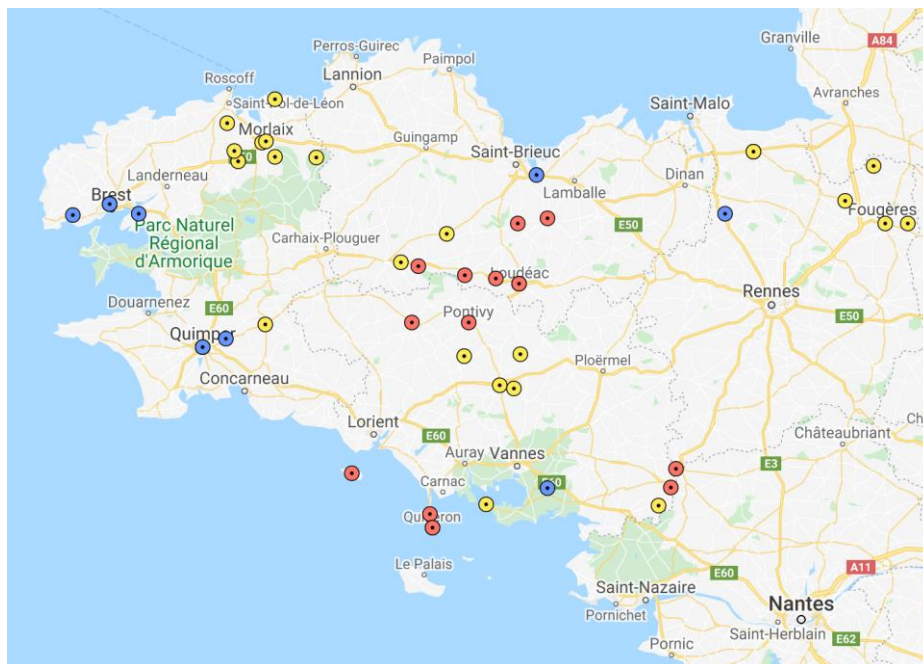 Granville
A84
Perros-Guirec
Paimpol
Roscoff
Lannion
Avranches
Saint-Pol-de-Léon
Saint-Malo
Morlaix
Guingamp
Saint-Brieuc
Landerneau
Lamballe
Dinan
Brest
Fougères
Parc Naturel
Régional
d'Armorique
E50
Carhaix-Plouguer
Loudéac
Rennes
Douarnenez
E60
Pontivy
E50
Quimper
Ploërmel
Concarneau
Lorient
E60
Châteaubriant
Auray
Vannes
E3
Carnac
E60
Quiberon
Le Palais
E60
A11
Saint-Nazaire
Pornichet
Nantes
Saint-Herblain
E62
Pornic